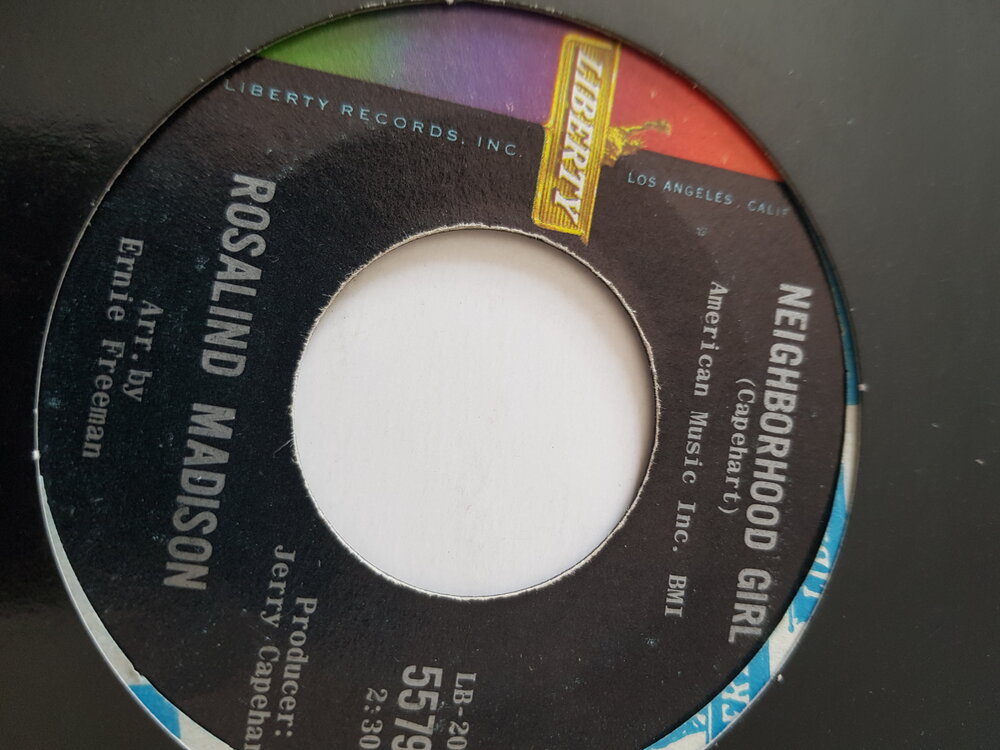 LIBERTY
LIBERTY RECORDS, INC.
LOS ANGELES, CALIF
NEIGHBORHOOD GIRL
(Capehart)
American Music Inc. BMI
LB-20
5579
2:30
Producer:
Jerry Capehar
ROSALIND MADISON
Arr. by
Ernie Freeman